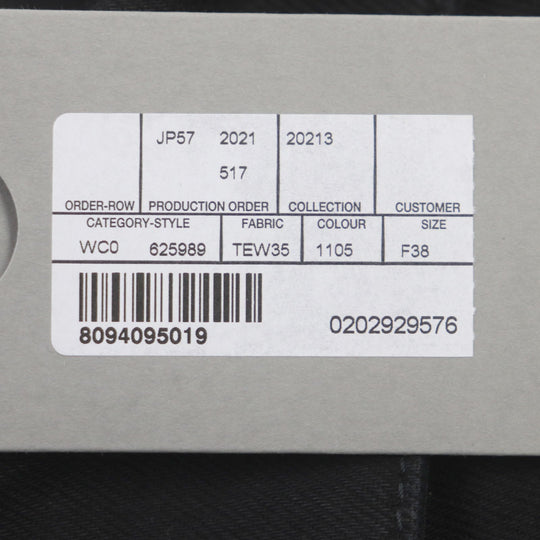 JP57 2021 20213
517
ORDER-ROW PRODUCTION ORDER COLLECTION CUSTOMER
CATEGORY-STYLE FABRIC COLOUR SIZE
WC0 625989 TEW35 1105 F38
8094095019 0202929576